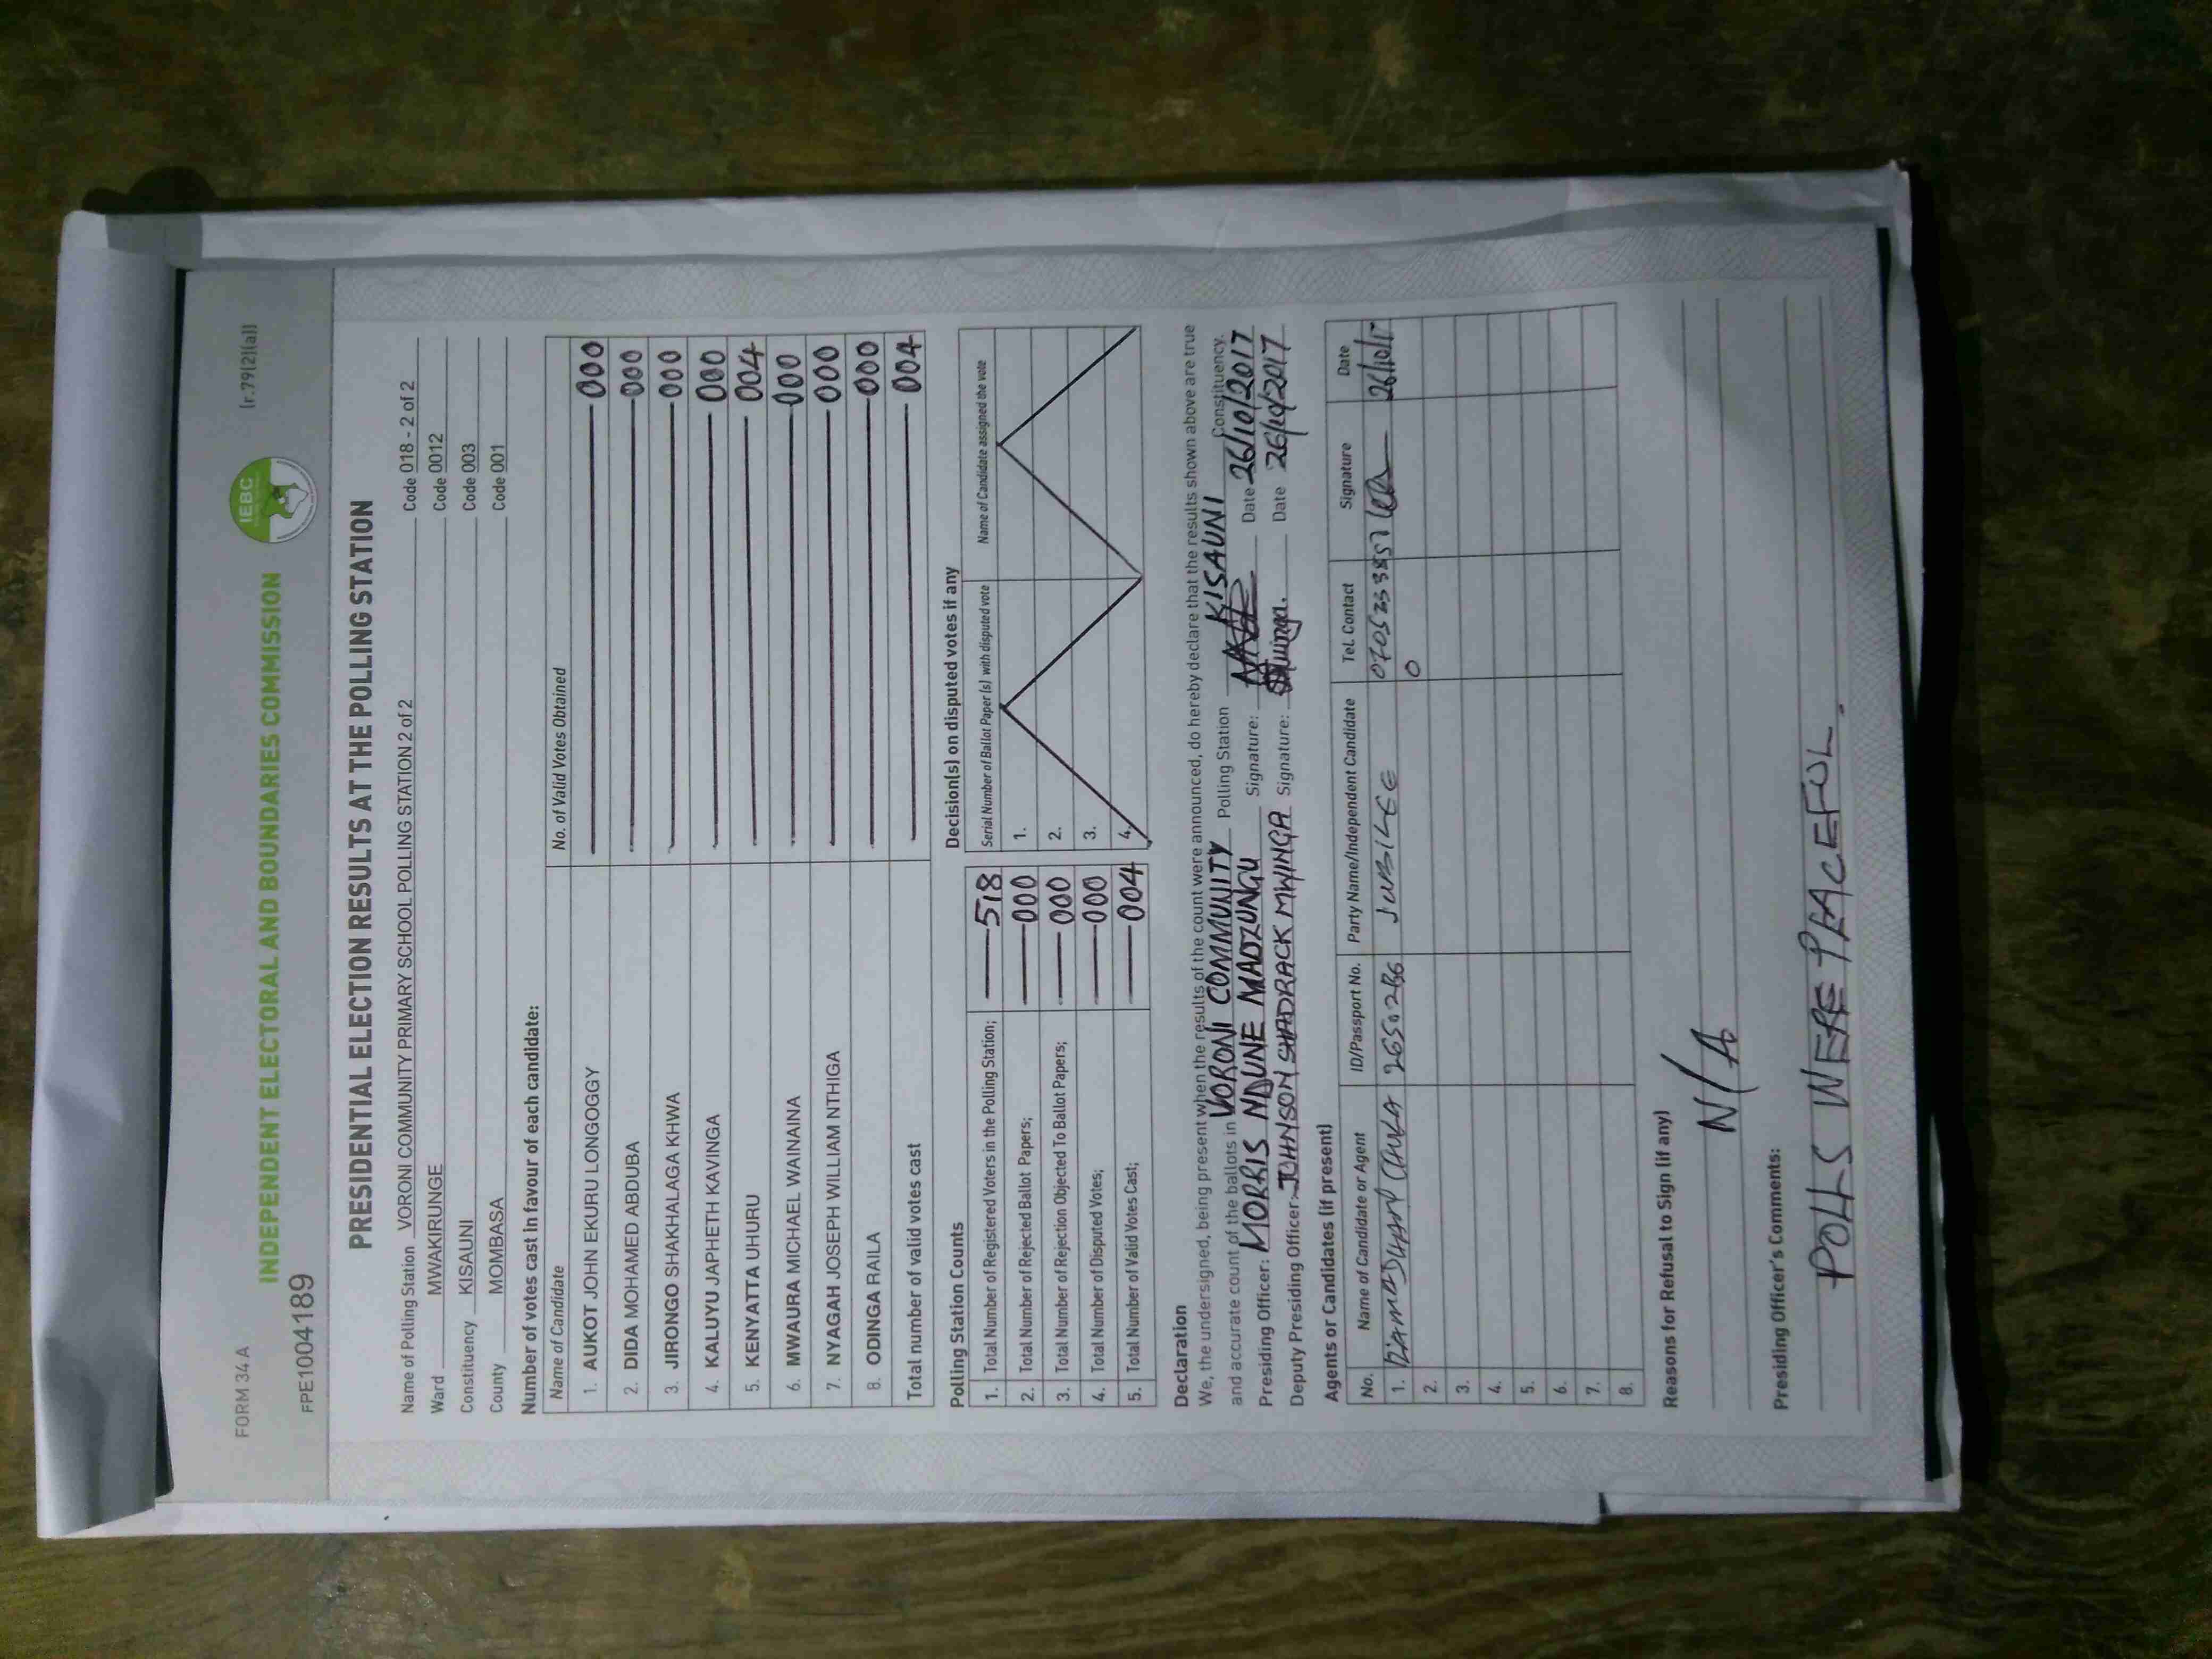 FORM 34 A
(r.79(2)(a))
INDEPENDENT ELECTORAL AND BOUNDARIES COMMISSION
IEBC
FPE1004189
PRESIDENTIAL ELECTION RESULTS AT THE POLLING STATION
Name of Polling Station VORONI COMMUNITY PRIMARY SCHOOL POLLING STATION 2 of 2 Code 018 - 2 of 2
Ward MWAKIRUNGE Code 0012
Constituency KISAUNI Code 003
County MOMBASA Code 001
Number of votes cast in favour of each candidate:
Name of Candidate No. of Valid Votes Obtained
1. AUKOT JOHN EKURU LONGOGGY 000
2. DIDA MOHAMED ABDUBA 000
3. JIRONGO SHAKHALAGA KHWA 000
4. KALUYU JAPHETH KAVINGA 000
5. KENYATTA UHURU 004
6. MWAURA MICHAEL WAINAINA 000
7. NYAGAH JOSEPH WILLIAM NTHIGA 000
8. ODINGA RAILA 000
Total number of valid votes cast 004
Polling Station Counts
1. Total Number of Registered Voters in the Polling Station; 518
2. Total Number of Rejected Ballot Papers; 000
3. Total Number of Rejection Objected To Ballot Papers; 000
4. Total Number of Disputed Votes; 000
5. Total Number of Valid Votes Cast; 004
Decision(s) on disputed votes if any
Serial Number of Ballot Paper (s) with disputed vote Name of Candidate assigned the vote
1.
2.
3.
4.
Declaration
We, the undersigned, being present when the results of the count were announced, do hereby declare that the results shown above are true
and accurate count of the ballots in VORONI COMMUNITY Polling Station KISAUNI Constituency.
Presiding Officer: MORRIS NDUNE MADZUNGU Signature: Date 26/10/2017
Deputy Presiding Officer: JOHNSON SHADRACK MWINGA Signature: Date 26/10/2017
Agents or Candidates (if present)
No. Name of Candidate or Agent ID/Passport No. Party Name/Independent Candidate Tel. Contact Signature Date
1. JUBILEE 26/10/17
2.
3.
4.
5.
6.
7.
8.
Reasons for Refusal to Sign (if any)
N/A
Presiding Officer's Comments:
POLLS WERE PEACEFUL.